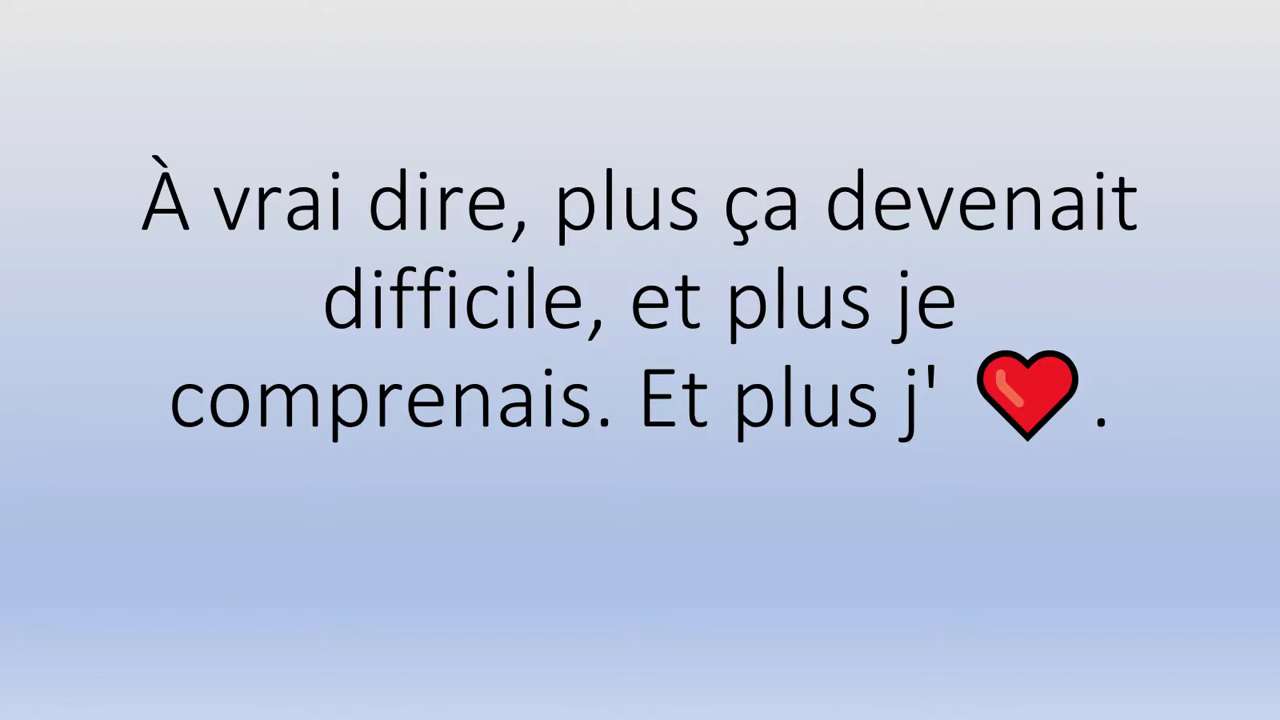 À vrai dire, plus ça devenait
difficile, et plus je
comprenais. Et plus j' ❤️.